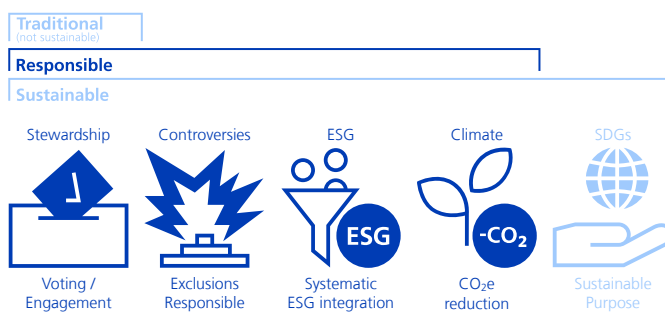 Traditional
(not sustainable)
Responsible
Sustainable
Stewardship
Controversies
ESG
Climate
SDGs
ESG
-CO₂
Voting /
Engagement
Exclusions
Responsible
Systematic
ESG integration
CO₂e
reduction
Sustainable
Purpose